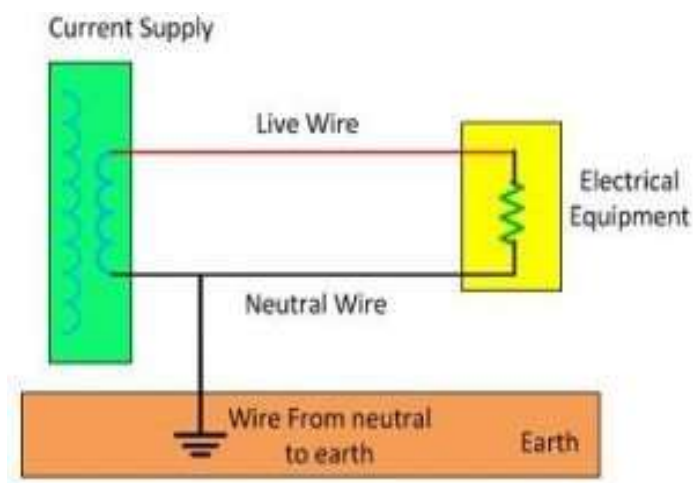 Current Supply
Live Wire
Electrical
Equipment
Neutral Wire
Wire From neutral
to earth
Earth